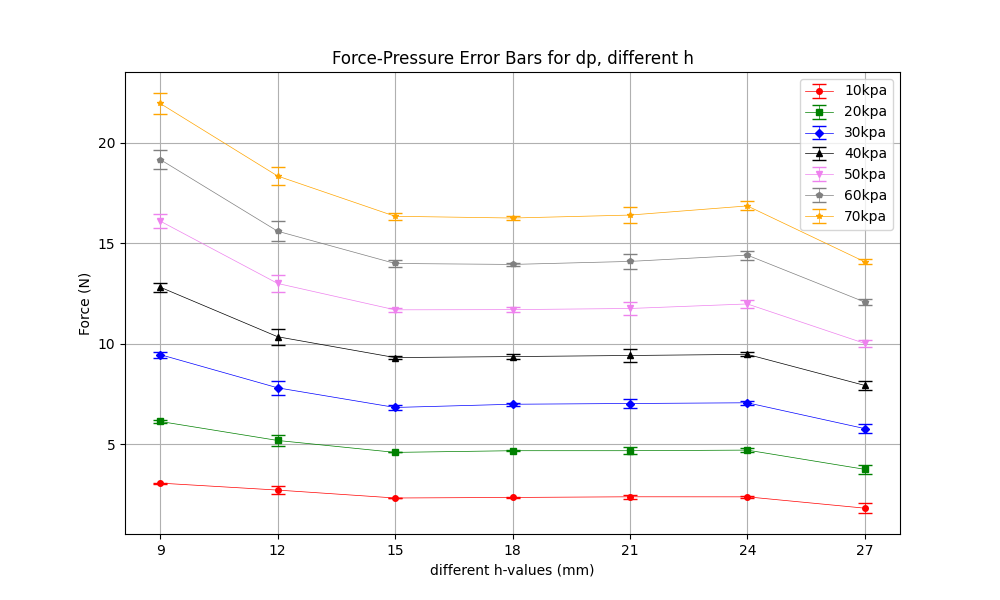 Force-Pressure Error Bars for dp, different h
10kpa
20kpa
30kpa
40kpa
50kpa
60kpa
70kpa
20
15
10
5
Force (N)
9 12 15 18 21 24 27
different h-values (mm)